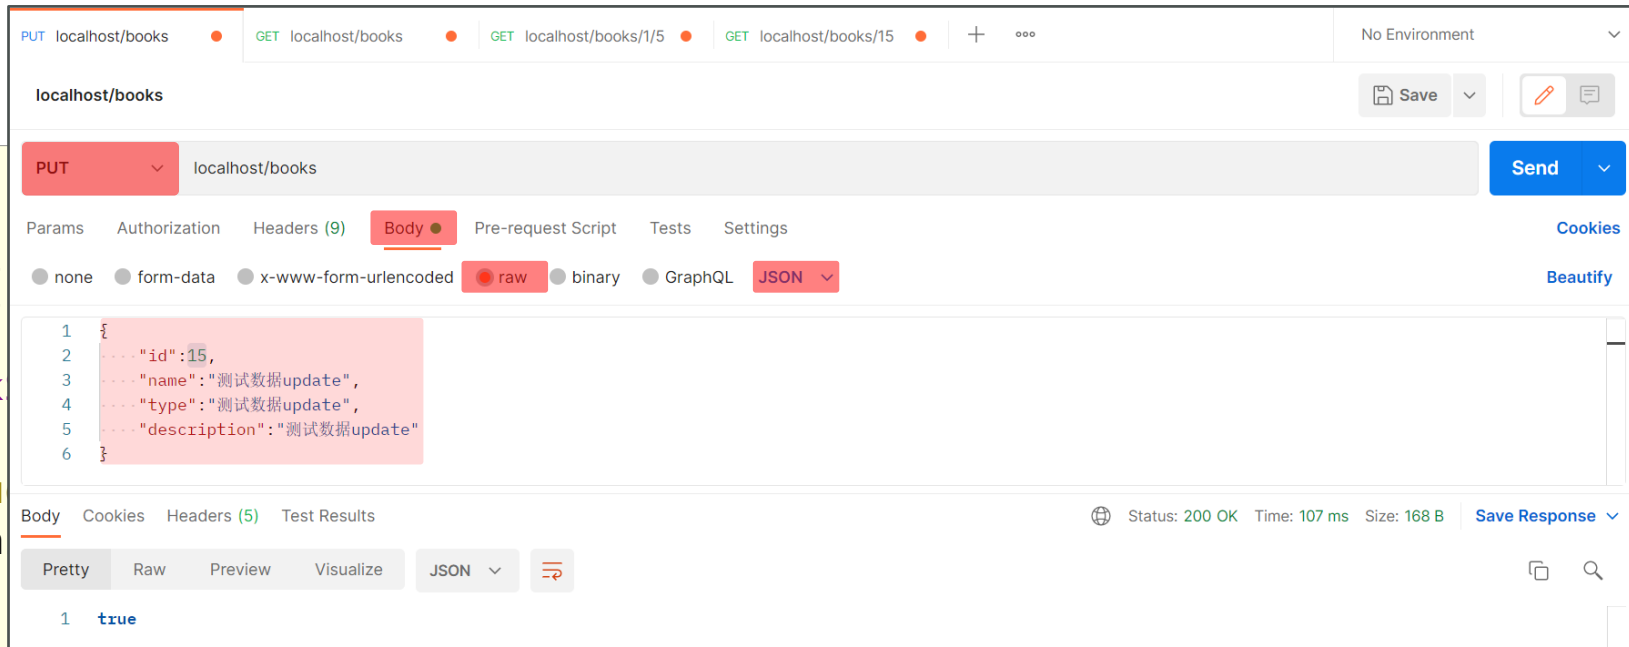 PUT localhost/books GET localhost/books GET localhost/books/1/5 GET localhost/books/15 No Environment
localhost/books Save
PUT localhost/books Send
Params Authorization Headers (9) Body Pre-request Script Tests Settings Cookies
none form-data x-www-form-urlencoded raw binary GraphQL JSON Beautify
1 {
2 "id":15,
3 "name":"测试数据update",
4 "type":"测试数据update",
5 "description":"测试数据update"
6 }
Body Cookies Headers (5) Test Results Status: 200 OK Time: 107 ms Size: 168 B Save Response
Pretty Raw Preview Visualize JSON
1 true